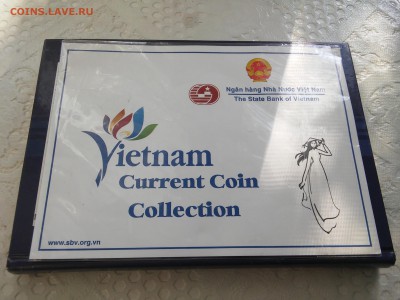 COINS.LAVE.RU
Ngân hàng Nhà Nước Việt Nam
The State Bank of Vietnam
Vietnam
Current Coin
Collection
www.sbv.org.vn